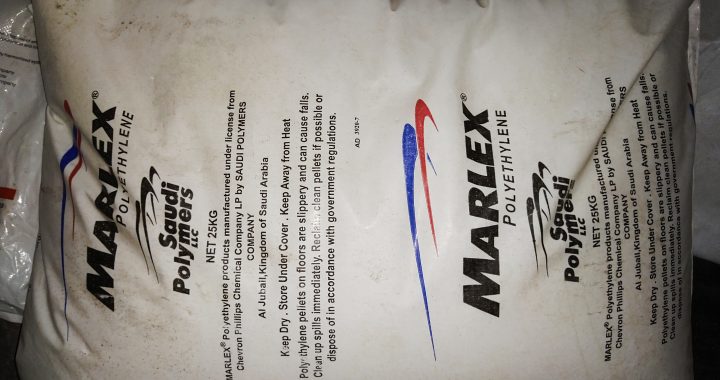 MARLEX®
POLYETHYLENE
Saudi
Polymers
LLC
NET 25KG
MARLEX® Polyethylene products manufactured under license from
Chevron Phillips Chemical Company LP by SAUDI POLYMERS
COMPANY
Al Jubail,Kingdom of Saudi Arabia
Keep Dry . Store Under Cover . Keep Away from Heat
Polyethylene pellets on floors are slippery and can cause falls.
Clean up spills immediately. Reclaim clean pellets if possible or
dispose of in accordance with government regulations.
MARLEX®
POLYETHYLENE
Saudi
Polymers
LLC
NET 25KG
MARLEX® Polyethylene products manufactured under license from
Chevron Phillips Chemical Company LP by SAUDI
COMPANY
Al Jubail,Kingdom of Saudi Arabia
Keep Dry . Store Under Cover . Keep Away from Heat
Polyethylene pellets on floors are slippery and can cause falls.
Clean up spills immediately. Reclaim clean pellets if possible or
dispose of in accordance with government regulations.